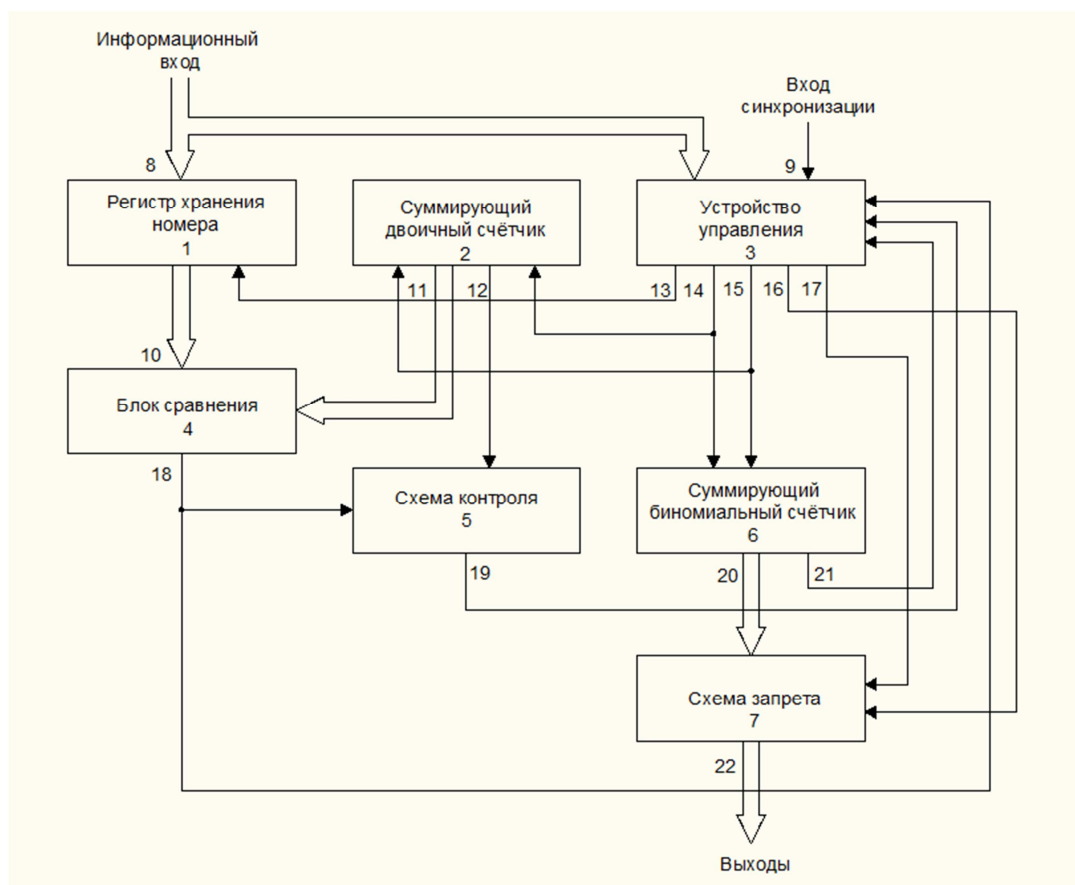 Информационный
вход
Вход
синхронизации
8
9
Регистр хранения
номера
1
Суммирующий
двоичный счётчик
2
Устройство
управления
3
11
12
13
14
15
16
17
10
Блок сравнения
4
18
Схема контроля
5
Суммирующий
биномиальный счётчик
6
19
20
21
Схема запрета
7
22
Выходы